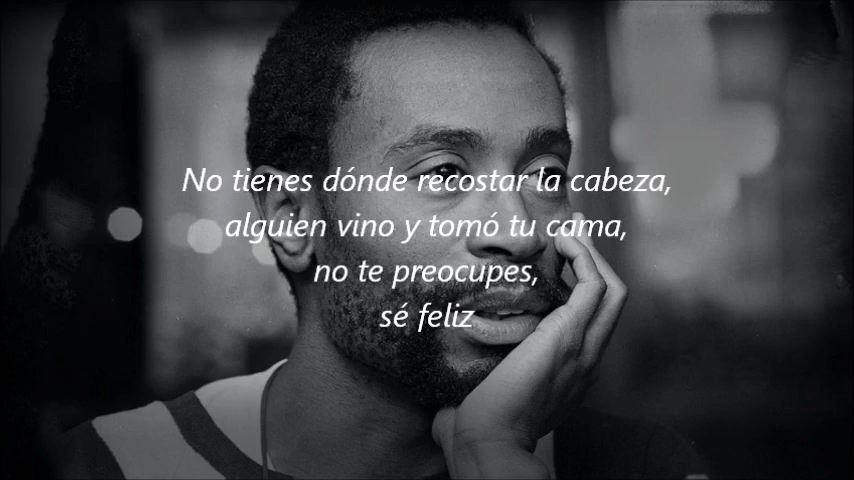 No tienes dónde recostar la cabeza,
alguien vino y tomó tu cama,
no te preocupes,
sé feliz